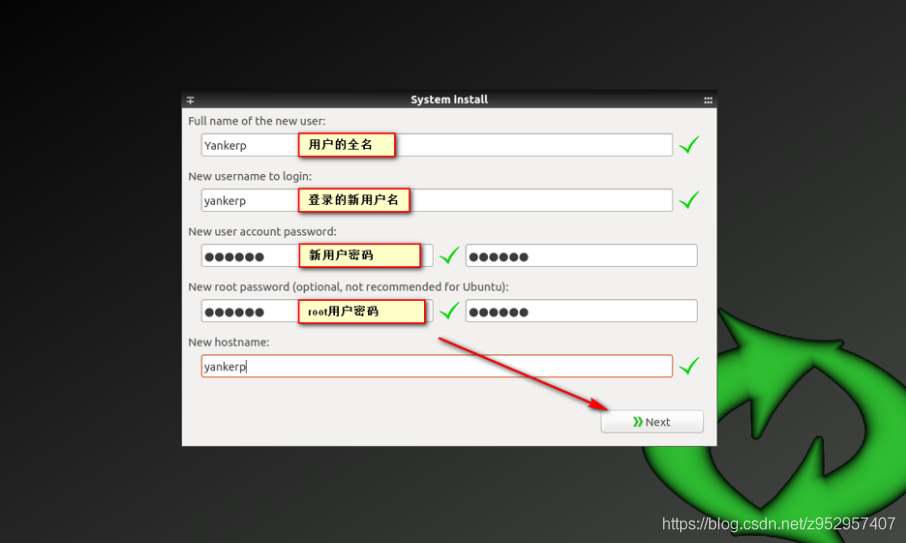 System install
Full name of the new user:
Yankerp 用户的全名
New username to login:
yankerp 登录的新用户名
New user account password:
●●●●●● 新用户密码 ●●●●●●
New root password (optional, not recommended for Ubuntu):
●●●●●● root用户密码 ●●●●●●
New hostname:
yankerp
Next
https://blog.csdn.net/z952957407